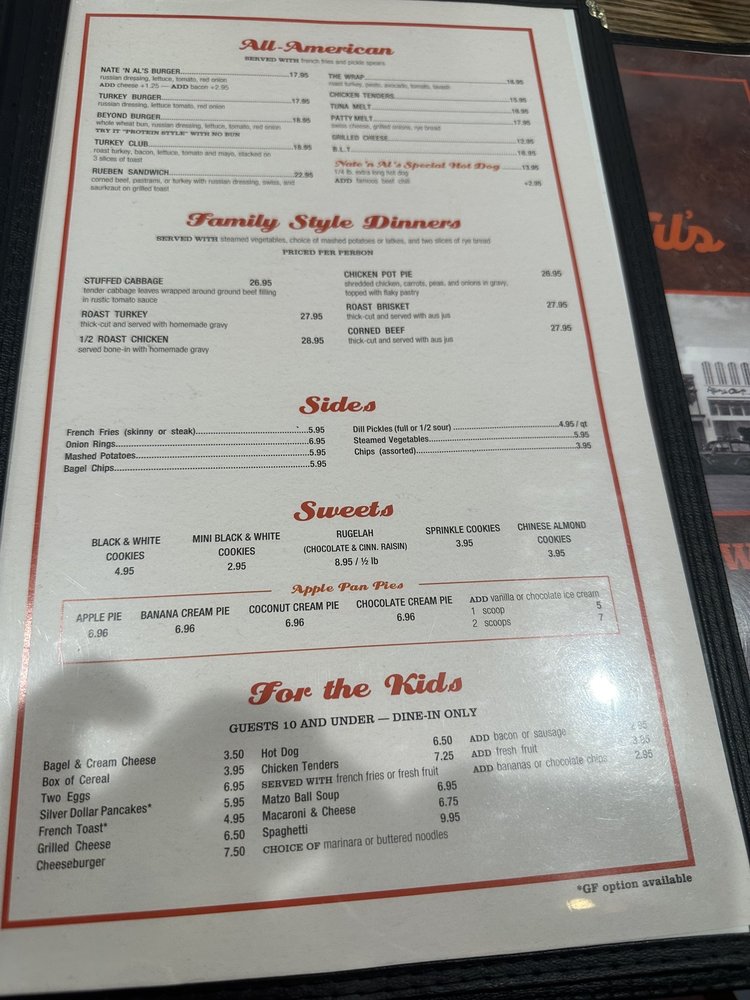 All-American
SERVED WITH french fries and pickle spears
NATE 'N AL'S BURGER 17.95
russian dressing, lettuce, tomato, red onion
ADD cheese +1.25 — ADD bacon +2.95
TURKEY BURGER 17.95
russian dressing, lettuce tomato, red onion
BEYOND BURGER 18.95
whole wheat bun, russian dressing, lettuce, tomato, red onion
TRY IT "PROTEIN STYLE" WITH NO BUN
TURKEY CLUB 18.95
roast turkey, bacon, lettuce, tomato and mayo, stacked on
3 slices of toast
RUEBEN SANDWICH 22.95
corned beef, pastrami, or turkey with russian dressing, swiss, and
saurkraut on grilled toast
THE WRAP 18.95
roast turkey, pesto, avocado, tomato, lavash
CHICKEN TENDERS 15.95
TUNA MELT 18.95
PATTY MELT 17.95
swiss cheese, grilled onions, rye bread
GRILLED CHEESE 12.95
B.L.T. 16.95
Nate 'n Al's Special Hot Dog 13.95
1/4 lb. extra long hot dog
ADD famous beef chili +2.95
Family Style Dinners
SERVED WITH steamed vegetables, choice of mashed potatoes or latkes, and two slices of rye bread
PRICED PER PERSON
STUFFED CABBAGE 26.95
tender cabbage leaves wrapped around ground beef filling
in rustic tomato sauce
ROAST TURKEY 27.95
thick-cut and served with homemade gravy
1/2 ROAST CHICKEN 28.95
served bone-in with homemade gravy
CHICKEN POT PIE 26.95
shredded chicken, carrots, peas, and onions in gravy,
topped with flaky pastry
ROAST BRISKET 27.95
thick-cut and served with aus jus
CORNED BEEF 27.95
thick-cut and served with aus jus
Sides
French Fries (skinny or steak) 5.95
Onion Rings 6.95
Mashed Potatoes 5.95
Bagel Chips 5.95
Dill Pickles (full or 1/2 sour) 4.95 / qt
Steamed Vegetables 5.95
Chips (assorted) 3.95
Sweets
BLACK & WHITE
COOKIES
4.95
MINI BLACK & WHITE
COOKIES
2.95
RUGELAH
(CHOCOLATE & CINN. RAISIN)
8.95 / ½ lb
SPRINKLE COOKIES
3.95
CHINESE ALMOND
COOKIES
3.95
Apple Pan Pies
APPLE PIE
6.96
BANANA CREAM PIE
6.96
COCONUT CREAM PIE
6.96
CHOCOLATE CREAM PIE
6.96
ADD vanilla or chocolate ice cream
1 scoop 5
2 scoops 7
For the Kids
GUESTS 10 AND UNDER — DINE-IN ONLY
Bagel & Cream Cheese 3.50
Box of Cereal 3.95
Two Eggs 6.95
Silver Dollar Pancakes* 5.95
French Toast* 4.95
Grilled Cheese 6.50
Cheeseburger 7.50
Hot Dog 6.50
Chicken Tenders 7.25
SERVED WITH french fries or fresh fruit
Matzo Ball Soup 6.95
Macaroni & Cheese 6.75
Spaghetti 9.95
CHOICE OF marinara or buttered noodles
ADD bacon or sausage 2.95
ADD fresh fruit 3.95
ADD bananas or chocolate chips 2.95
*GF option available